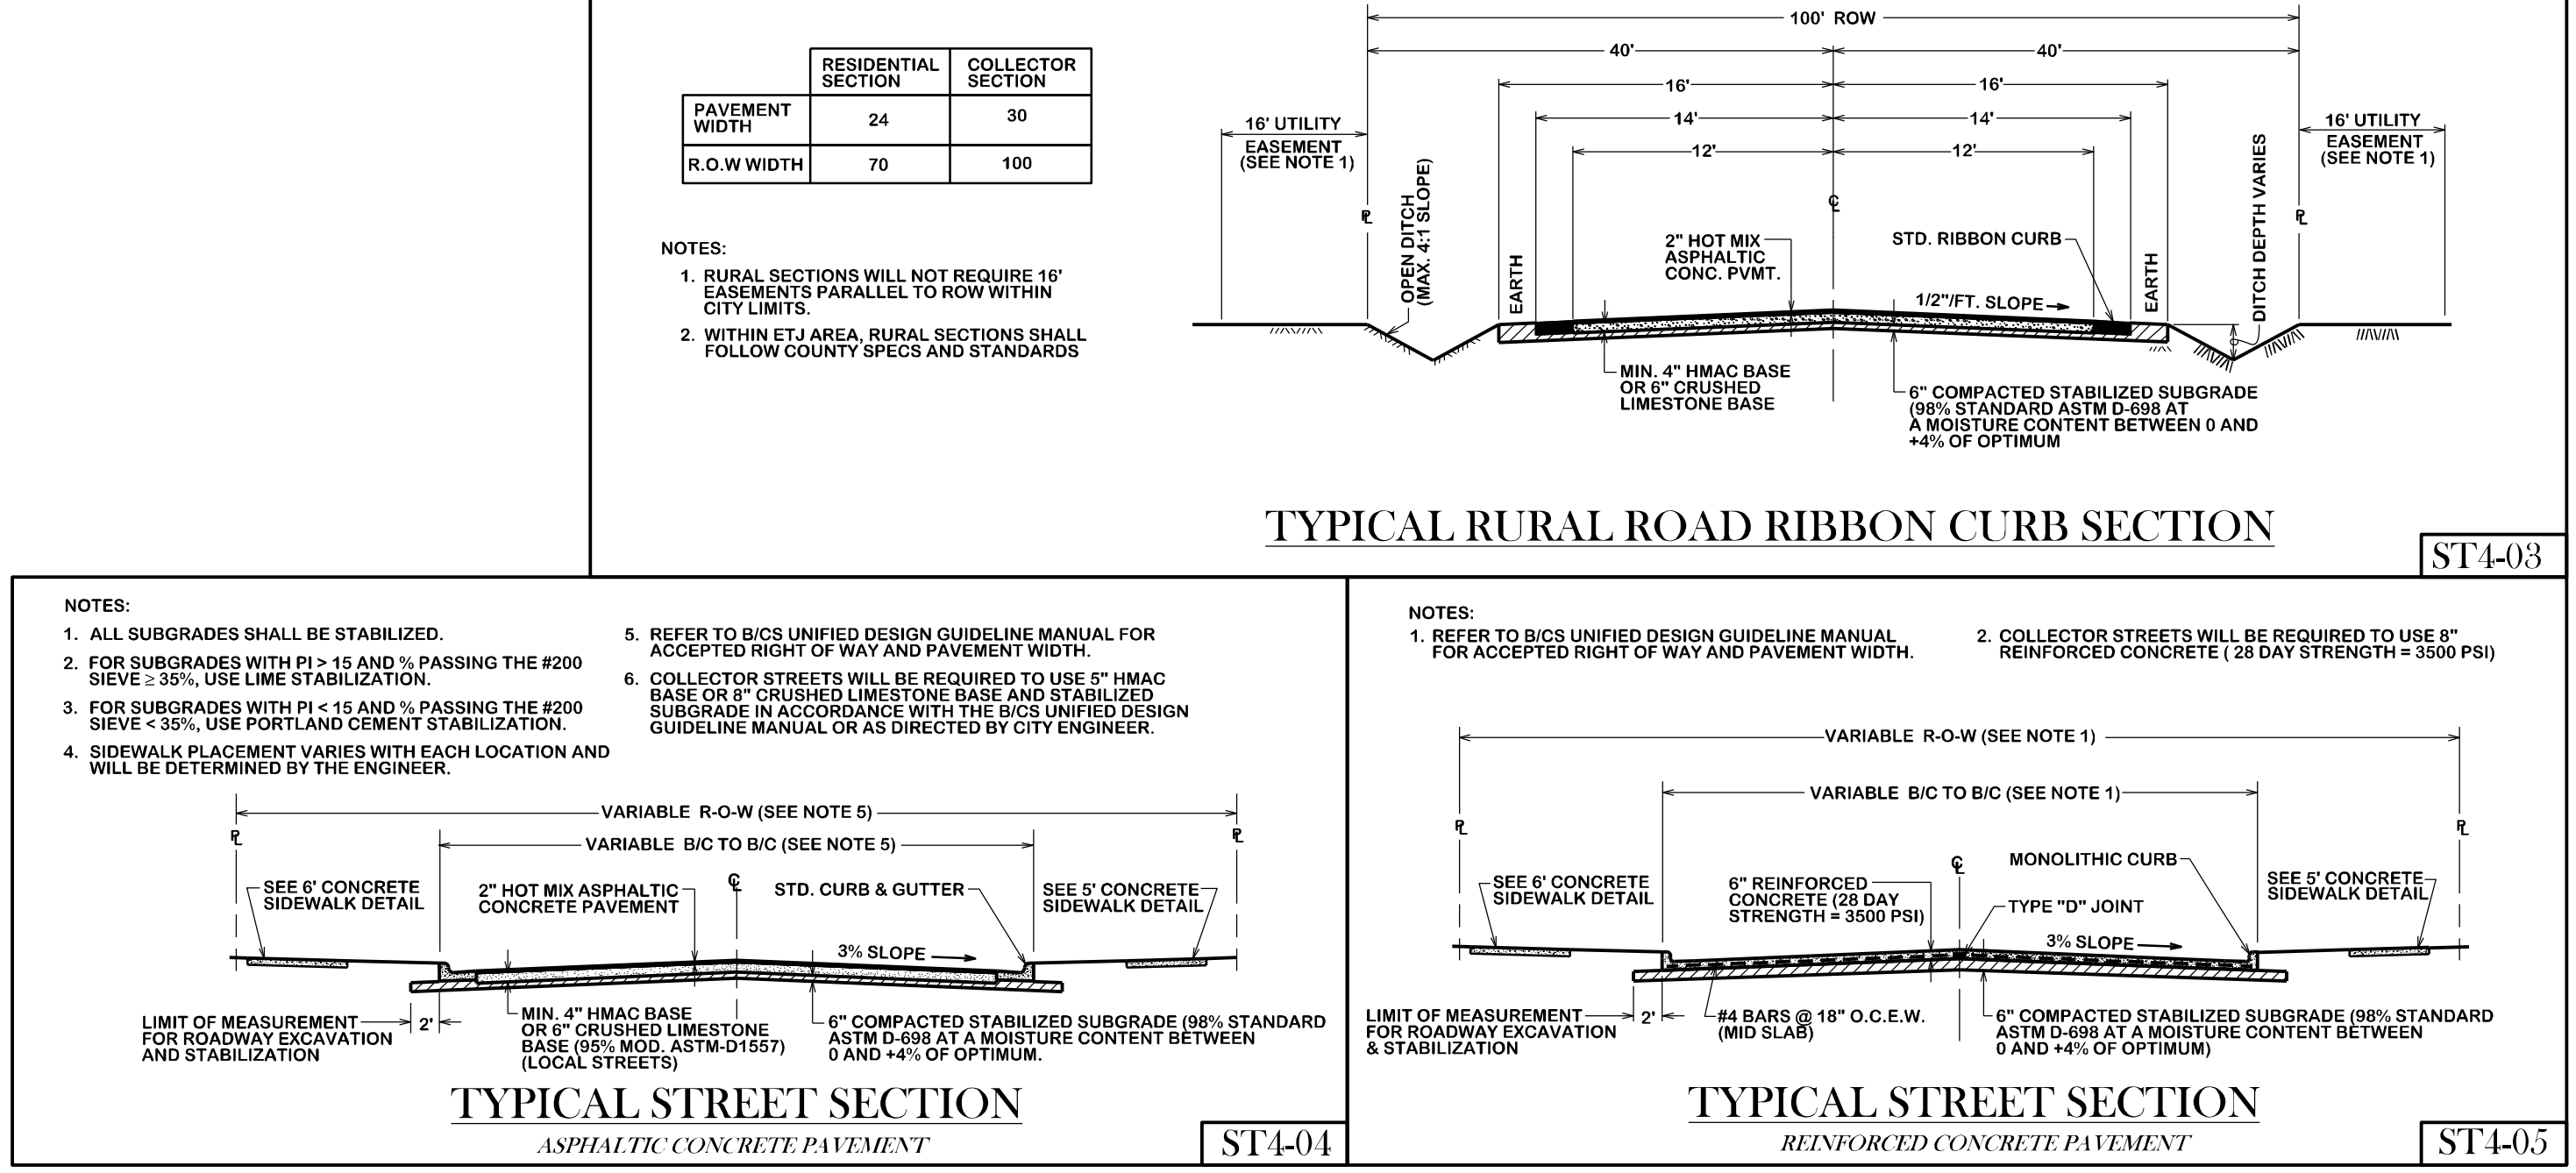 RESIDENTIAL SECTION
COLLECTOR SECTION
PAVEMENT WIDTH
24
30
R.O.W WIDTH
70
100
NOTES:
1. RURAL SECTIONS WILL NOT REQUIRE 16'
EASEMENTS PARALLEL TO ROW WITHIN
CITY LIMITS.
2. WITHIN ETJ AREA, RURAL SECTIONS SHALL
FOLLOW COUNTY SPECS AND STANDARDS
100' ROW
40'
40'
16'
16'
14'
14'
12'
12'
16' UTILITY
EASEMENT
(SEE NOTE 1)
16' UTILITY
EASEMENT
(SEE NOTE 1)
PL
CL
PL
OPEN DITCH
(MAX. 4:1 SLOPE)
EARTH
2" HOT MIX
ASPHALTIC
CONC. PVMT.
STD. RIBBON CURB
1/2"/FT. SLOPE
EARTH
DITCH DEPTH VARIES
MIN. 4" HMAC BASE
OR 6" CRUSHED
LIMESTONE BASE
6" COMPACTED STABILIZED SUBGRADE
(98% STANDARD ASTM D-698 AT
A MOISTURE CONTENT BETWEEN 0 AND
+4% OF OPTIMUM
TYPICAL RURAL ROAD RIBBON CURB SECTION
ST4-03
NOTES:
1. ALL SUBGRADES SHALL BE STABILIZED.
2. FOR SUBGRADES WITH PI > 15 AND % PASSING THE #200
SIEVE ≥ 35%, USE LIME STABILIZATION.
3. FOR SUBGRADES WITH PI < 15 AND % PASSING THE #200
SIEVE < 35%, USE PORTLAND CEMENT STABILIZATION.
4. SIDEWALK PLACEMENT VARIES WITH EACH LOCATION AND
WILL BE DETERMINED BY THE ENGINEER.
5. REFER TO B/CS UNIFIED DESIGN GUIDELINE MANUAL FOR
ACCEPTED RIGHT OF WAY AND PAVEMENT WIDTH.
6. COLLECTOR STREETS WILL BE REQUIRED TO USE 5" HMAC
BASE OR 8" CRUSHED LIMESTONE BASE AND STABILIZED
SUBGRADE IN ACCORDANCE WITH THE B/CS UNIFIED DESIGN
GUIDELINE MANUAL OR AS DIRECTED BY CITY ENGINEER.
VARIABLE R-O-W (SEE NOTE 5)
VARIABLE B/C TO B/C (SEE NOTE 5)
PL
PL
CL
SEE 6' CONCRETE
SIDEWALK DETAIL
2" HOT MIX ASPHALTIC
CONCRETE PAVEMENT
STD. CURB & GUTTER
SEE 5' CONCRETE
SIDEWALK DETAIL
3% SLOPE
LIMIT OF MEASUREMENT
FOR ROADWAY EXCAVATION
AND STABILIZATION
2'
MIN. 4" HMAC BASE
OR 6" CRUSHED LIMESTONE
BASE (95% MOD. ASTM-D1557)
(LOCAL STREETS)
6" COMPACTED STABILIZED SUBGRADE (98% STANDARD
ASTM D-698 AT A MOISTURE CONTENT BETWEEN
0 AND +4% OF OPTIMUM.
TYPICAL STREET SECTION
ASPHALTIC CONCRETE PAVEMENT
ST4-04
NOTES:
1. REFER TO B/CS UNIFIED DESIGN GUIDELINE MANUAL
FOR ACCEPTED RIGHT OF WAY AND PAVEMENT WIDTH.
2. COLLECTOR STREETS WILL BE REQUIRED TO USE 8"
REINFORCED CONCRETE ( 28 DAY STRENGTH = 3500 PSI)
VARIABLE R-O-W (SEE NOTE 1)
VARIABLE B/C TO B/C (SEE NOTE 1)
PL
PL
CL
SEE 6' CONCRETE
SIDEWALK DETAIL
6" REINFORCED
CONCRETE (28 DAY
STRENGTH = 3500 PSI)
MONOLITHIC CURB
TYPE "D" JOINT
SEE 5' CONCRETE
SIDEWALK DETAIL
3% SLOPE
LIMIT OF MEASUREMENT
FOR ROADWAY EXCAVATION
& STABILIZATION
2'
#4 BARS @ 18" O.C.E.W.
(MID SLAB)
6" COMPACTED STABILIZED SUBGRADE (98% STANDARD
ASTM D-698 AT A MOISTURE CONTENT BETWEEN
0 AND +4% OF OPTIMUM)
TYPICAL STREET SECTION
REINFORCED CONCRETE PAVEMENT
ST4-05